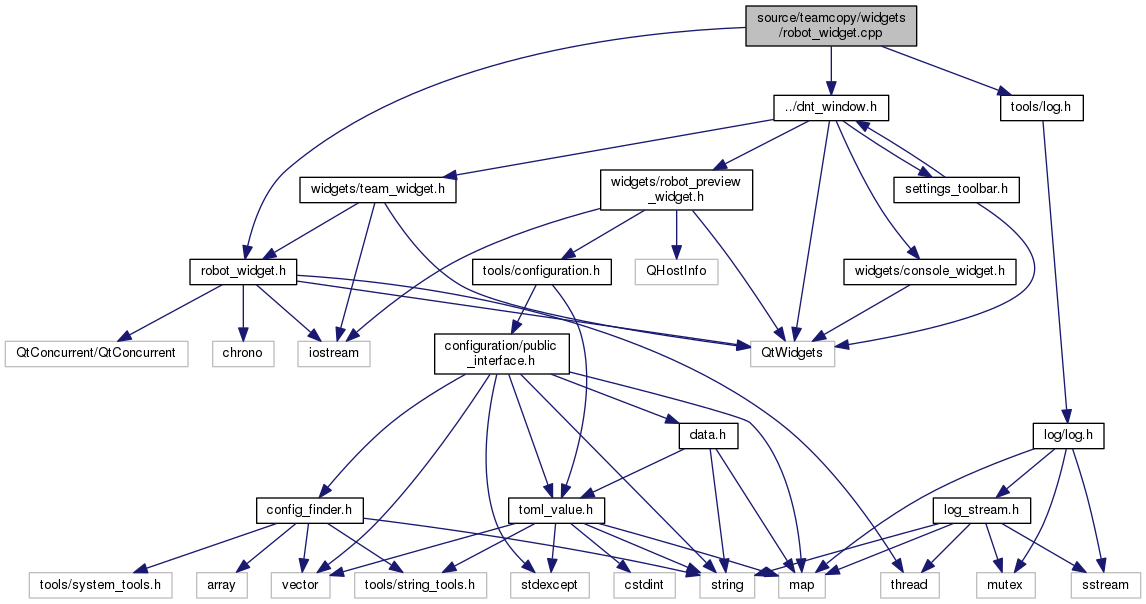 source/teamcopy/widgets
/robot_widget.cpp
../dnt_window.h
tools/log.h
widgets/team_widget.h
widgets/robot_preview
_widget.h
settings_toolbar.h
robot_widget.h
tools/configuration.h
QHostInfo
widgets/console_widget.h
QtConcurrent/QtConcurrent
chrono
iostream
configuration/public
_interface.h
QtWidgets
data.h
log/log.h
config_finder.h
toml_value.h
log_stream.h
tools/system_tools.h
array
vector
tools/string_tools.h
stdexcept
cstdint
string
map
thread
mutex
sstream